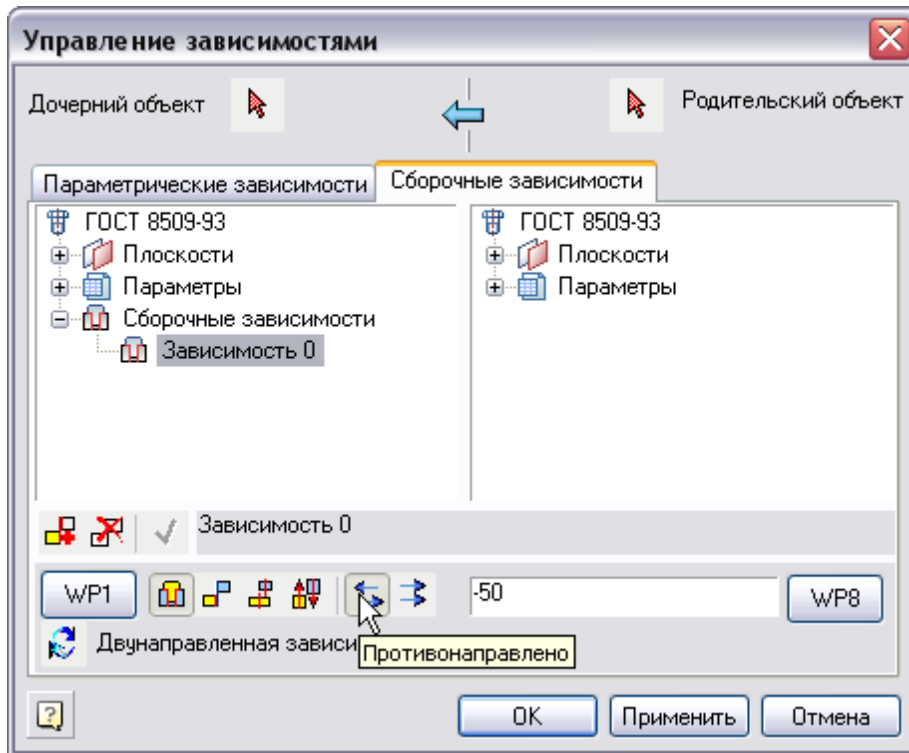 Управление зависимостями
Дочерний объект
Родительский объект
Параметрические зависимости
Сборочные зависимости
ГОСТ 8509-93
Плоскости
Параметры
Сборочные зависимости
Зависимость 0
ГОСТ 8509-93
Плоскости
Параметры
Зависимость 0
WP1
-50
WP8
Двунаправленная зависи
Противонаправлено
OK
Применить
Отмена